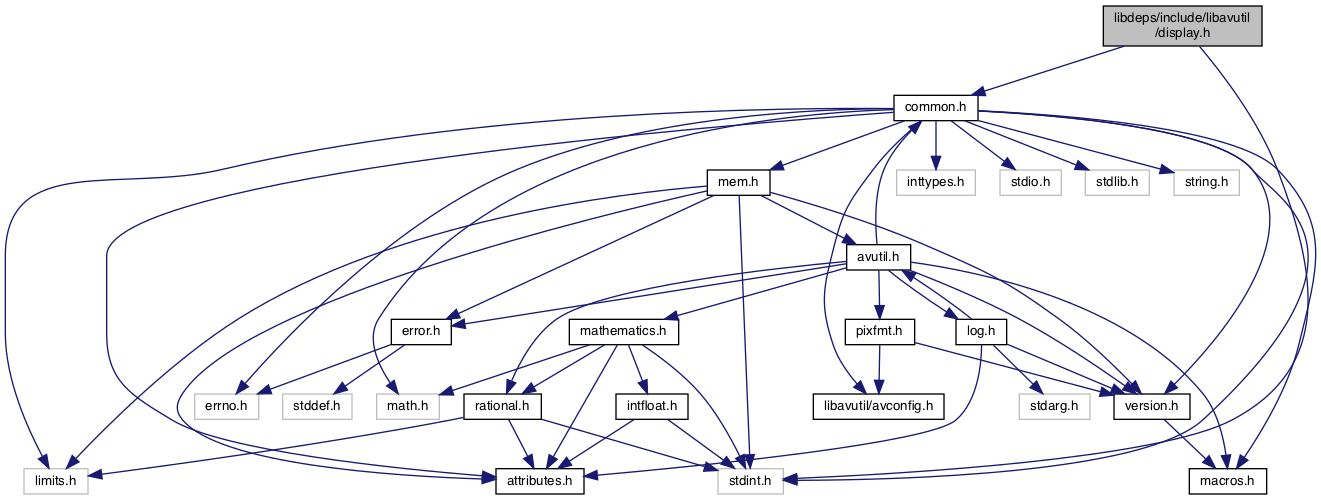 libdeps/include/libavutil
/display.h
common.h
mem.h
inttypes.h
stdio.h
stdlib.h
string.h
avutil.h
error.h
mathematics.h
pixfmt.h
log.h
errno.h
stddef.h
math.h
rational.h
intfloat.h
libavutil/avconfig.h
stdarg.h
version.h
limits.h
attributes.h
stdint.h
macros.h